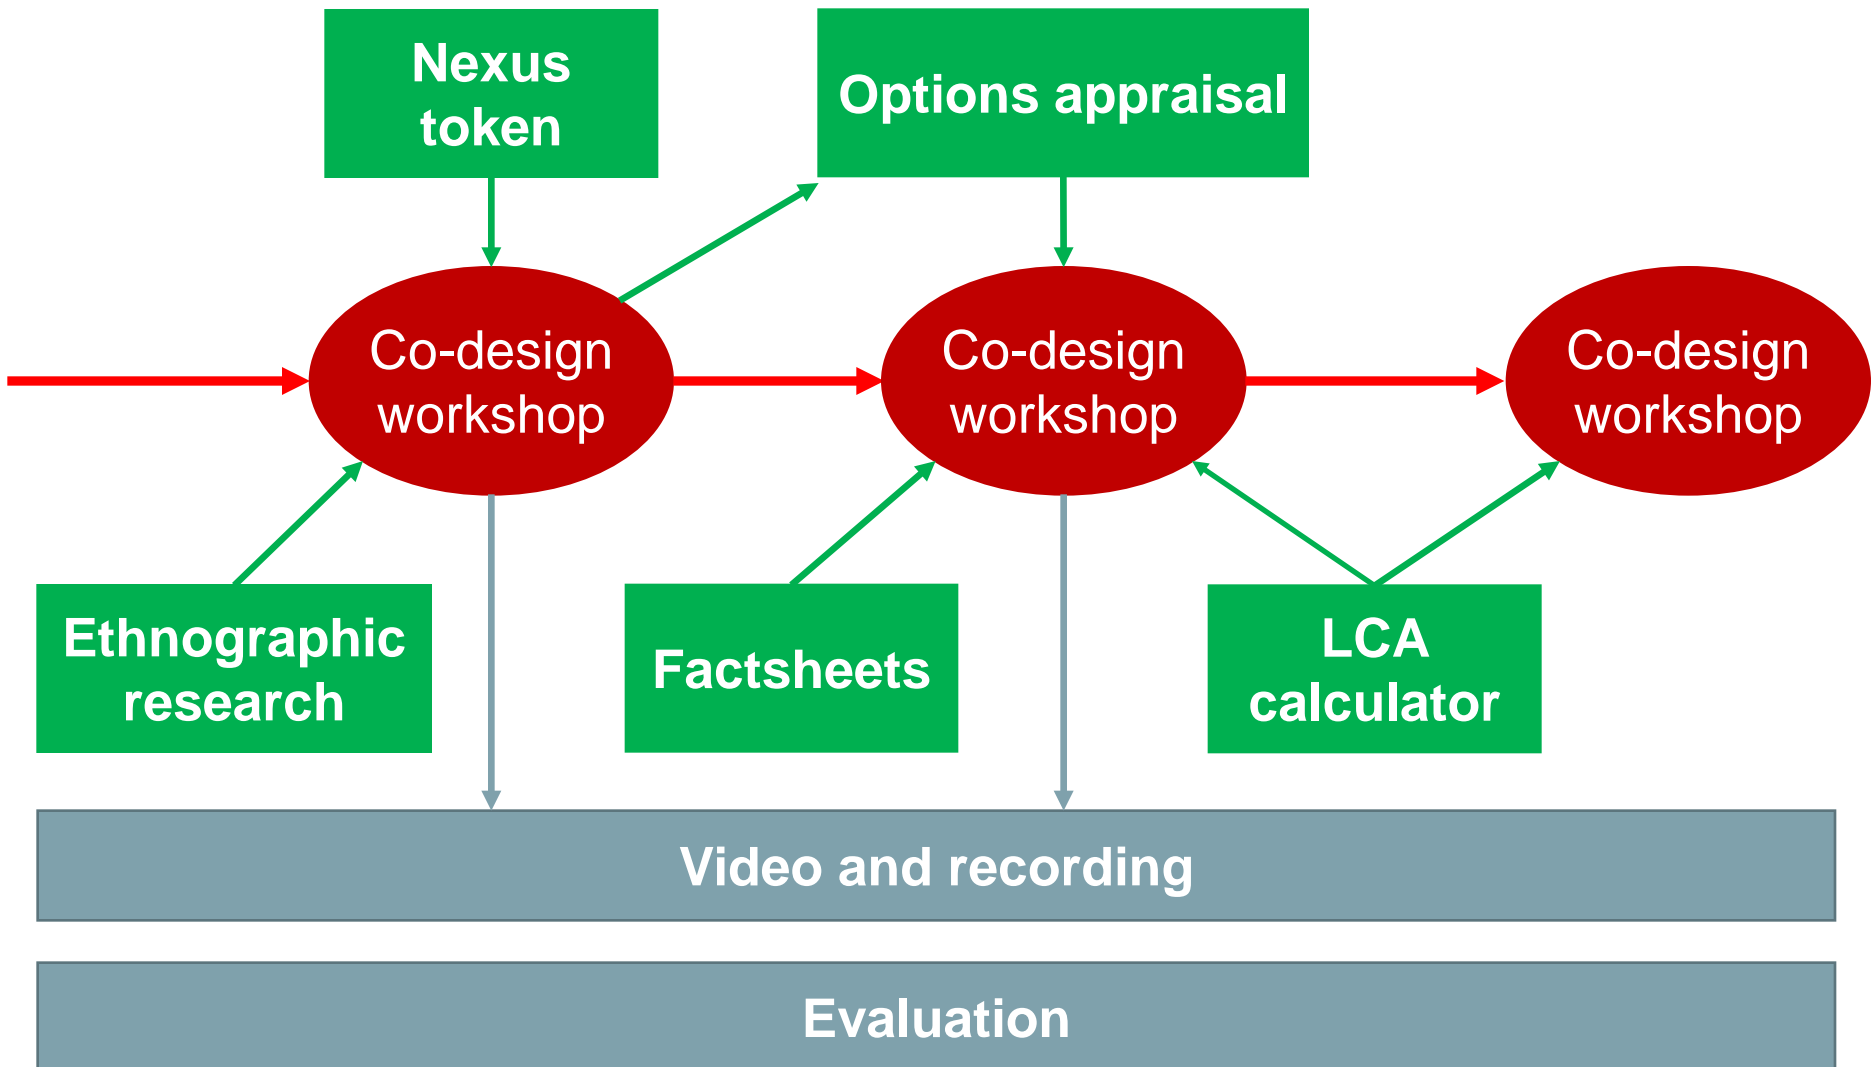 Nexus
token
Options appraisal
Co-design
workshop
Co-design
workshop
Co-design
workshop
Ethnographic
research
Factsheets
LCA
calculator
Video and recording
Evaluation